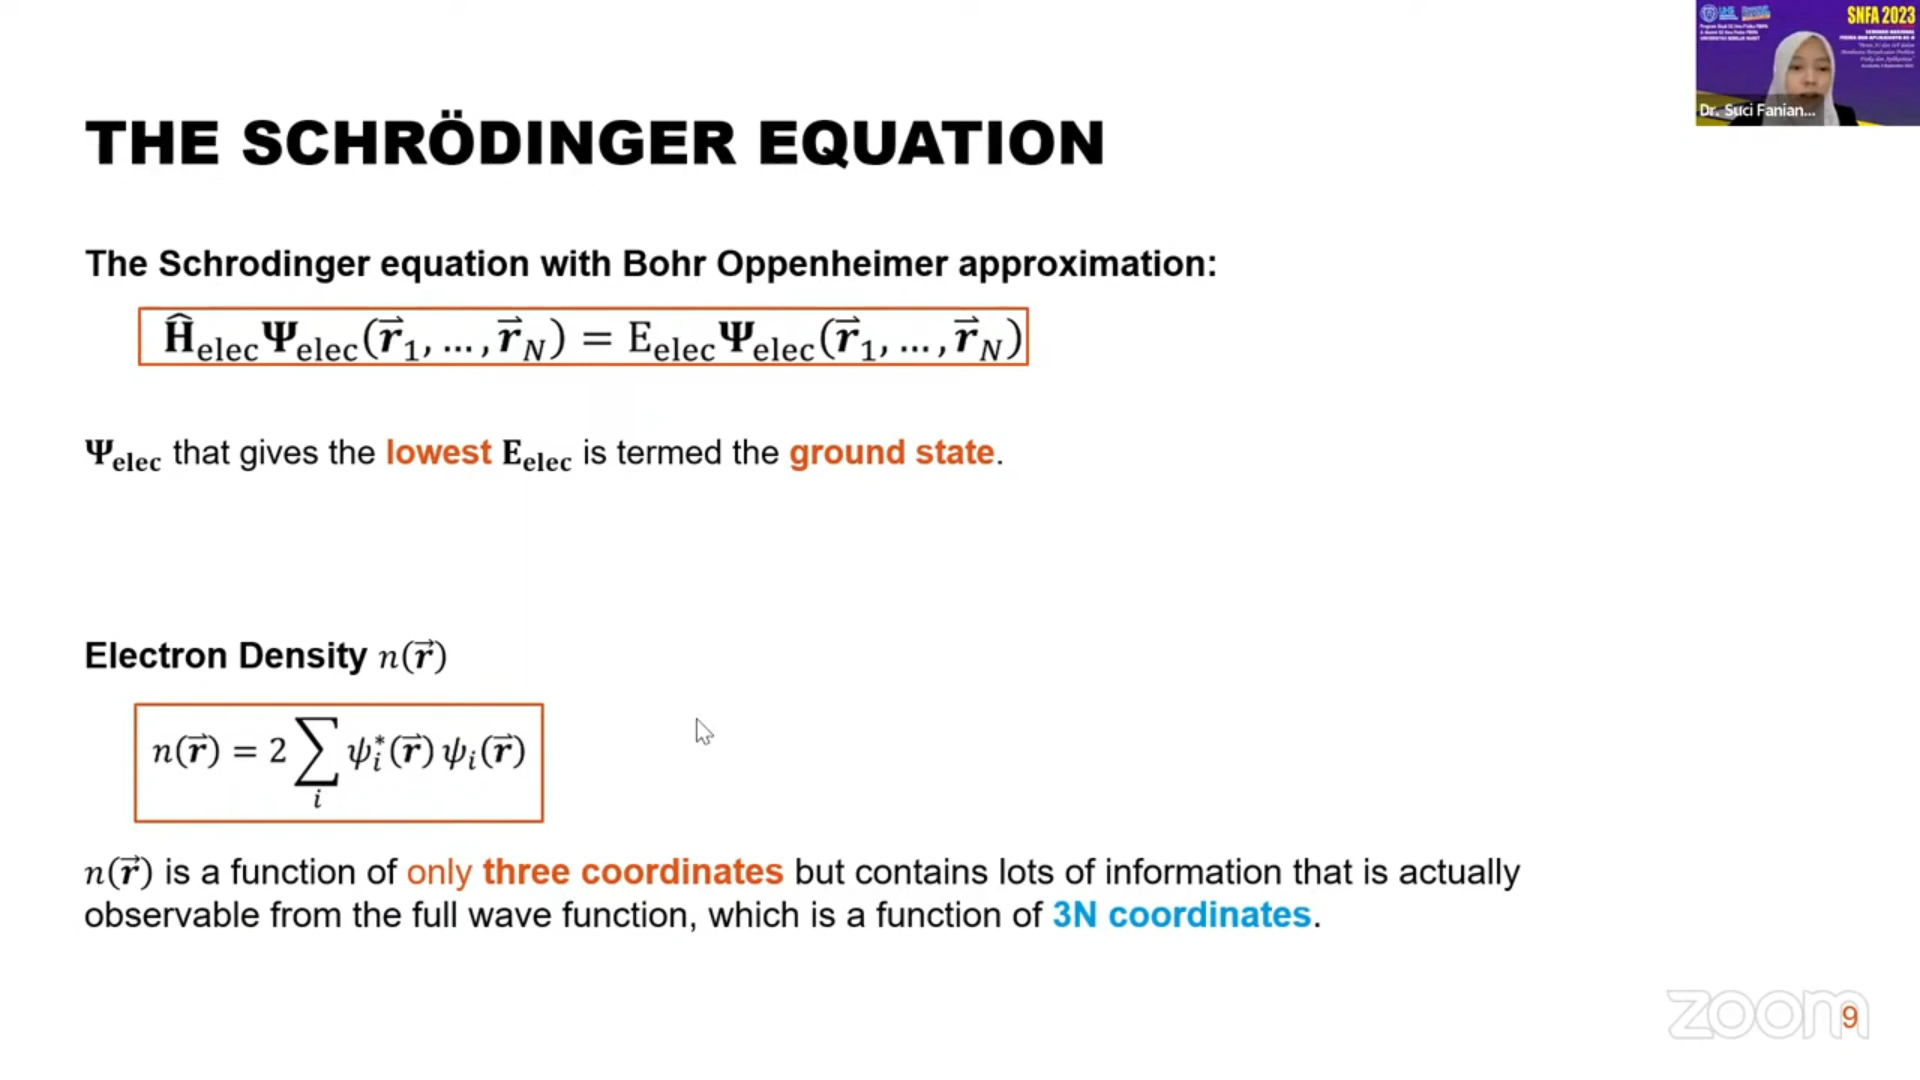 SNFA 2023
Dr. Suci Fanian...
THE SCHRÖDINGER EQUATION
The Schrodinger equation with Bohr Oppenheimer approximation:
Ĥ_elec Ψ_elec(r⃗₁, … , r⃗_N) = E_elec Ψ_elec(r⃗₁, … , r⃗_N)
Ψ_elec that gives the lowest E_elec is termed the ground state.
Electron Density n(r⃗)
n(r⃗) = 2 ∑_i ψ_i*(r⃗) ψ_i(r⃗)
n(r⃗) is a function of only three coordinates but contains lots of information that is actually
observable from the full wave function, which is a function of 3N coordinates.
zoom
9